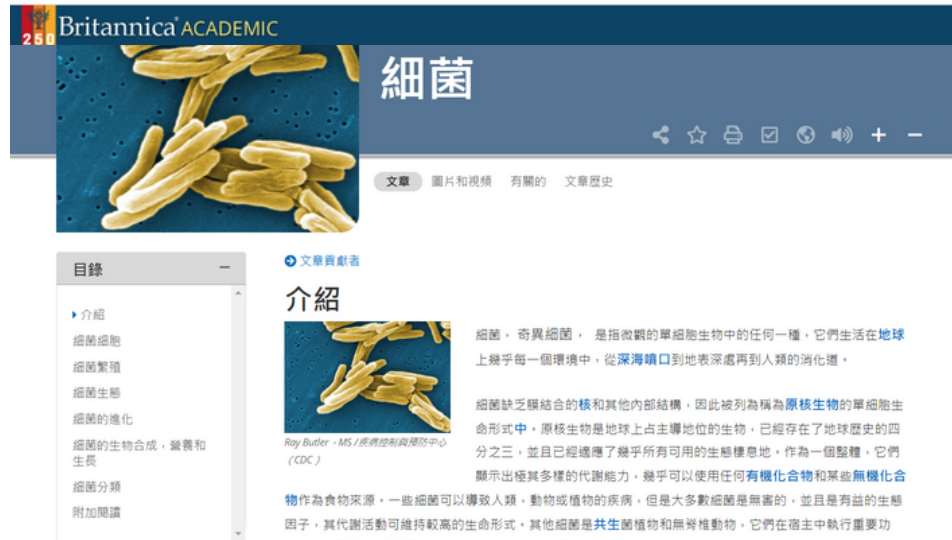 250 Britannica ACADEMIC
細菌
文章 圖片和視頻 有關的 文章歷史
目錄
介紹
細菌細胞
細菌繁殖
細菌生態
細菌的進化
細菌的生物合成，營養和
生長
細菌分類
附加閱讀
文章貢獻者
介紹
Ray Butler，MS /疾病控制與預防中心
（CDC ）
細菌， 奇異細菌， 是指微觀的單細胞生物中的任何一種，它們生活在地球
上幾乎每一個環境中，從深海噴口到地表深處再到人類的消化道。
細菌缺乏膜結合的核和其他內部結構，因此被列為稱為原核生物的單細胞生
命形式中。原核生物是地球上占主導地位的生物，已經存在了地球歷史的四
分之三，並且已經適應了幾乎所有可用的生態棲息地。作為一個整體，它們
顯示出極其多樣的代謝能力，幾乎可以使用任何有機化合物和某些無機化合
物作為食物來源。一些細菌可以導致人類，動物或植物的疾病，但是大多數細菌是無害的，並且是有益的生態
因子，其代謝活動可維持較高的生命形式。其他細菌是共生菌植物和無脊椎動物，它們在宿主中執行重要功